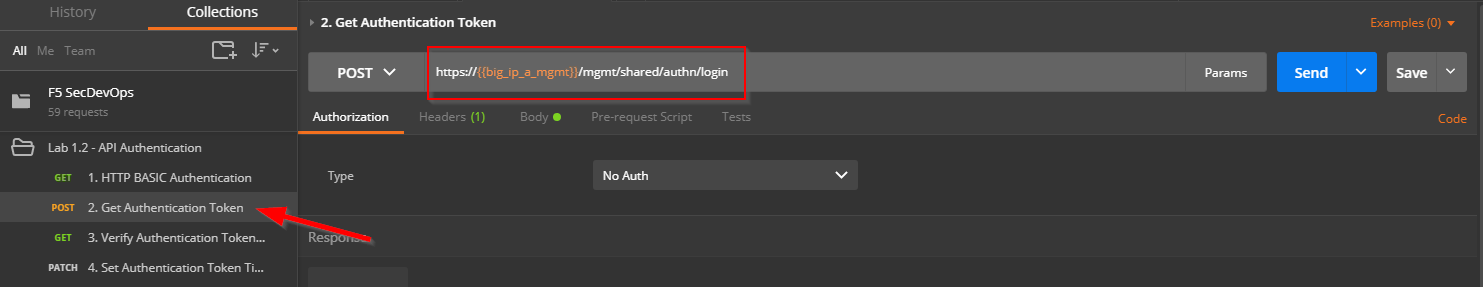 History
Collections
All Me Team
F5 SecDevOps
59 requests
Lab 1.2 - API Authentication
GET 1. HTTP BASIC Authentication
POST 2. Get Authentication Token
GET 3. Verify Authentication Token...
PATCH 4. Set Authentication Token Ti...
2. Get Authentication Token
Examples (0)
POST https://{{big_ip_a_mgmt}}/mgmt/shared/authn/login Params Send Save
Authorization Headers (1) Body Pre-request Script Tests Code
Type No Auth
Response